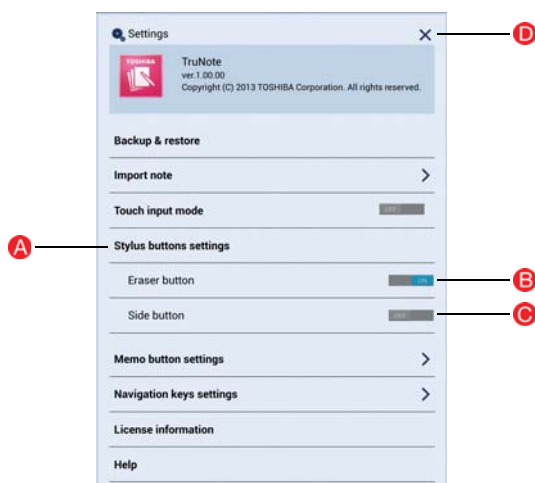 Settings
D
TOSHIBA
TruNote
ver.1.00.00
Copyright (C) 2013 TOSHIBA Corporation. All rights reserved.
Backup & restore
Import note
Touch input mode
OFF
A
Stylus buttons settings
Eraser button
ON
B
Side button
OFF
C
Memo button settings
Navigation keys settings
License information
Help